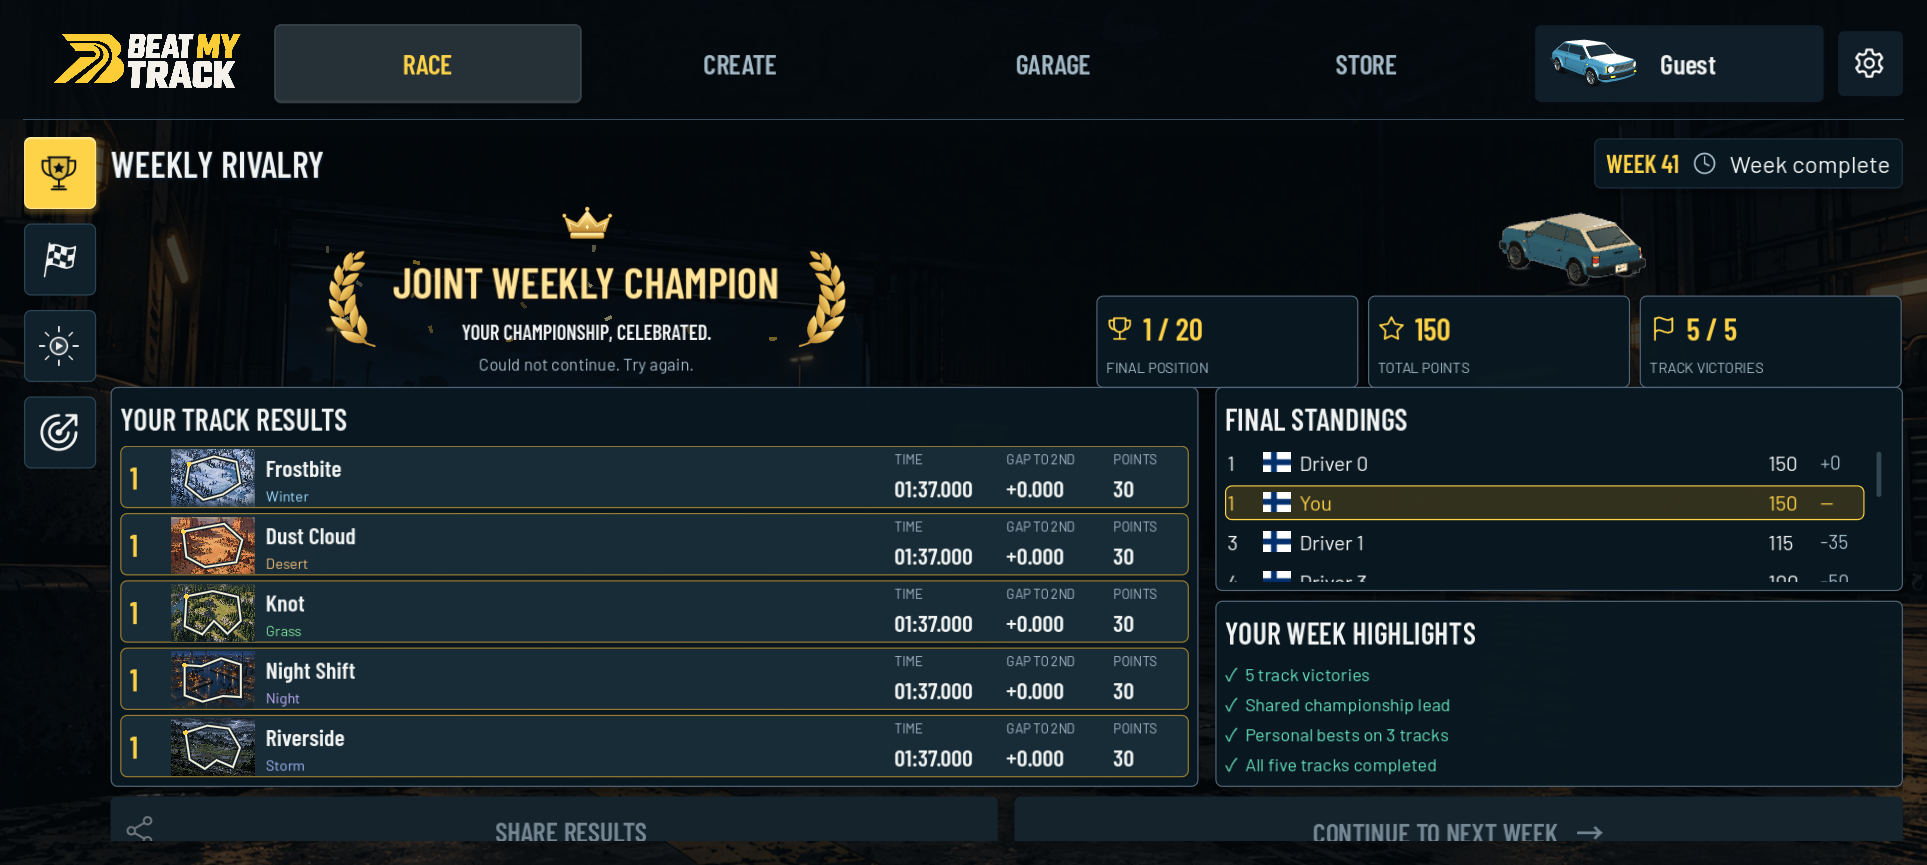 BEAT MY TRACK
RACE
CREATE
GARAGE
STORE
Guest
WEEKLY RIVALRY
WEEK 41 Week complete
JOINT WEEKLY CHAMPION
YOUR CHAMPIONSHIP, CELEBRATED.
Could not continue. Try again.
1 / 20
FINAL POSITION
150
TOTAL POINTS
5 / 5
TRACK VICTORIES
YOUR TRACK RESULTS
1 Frostbite
Winter
TIME GAP TO 2ND POINTS
01:37.000 +0.000 30
1 Dust Cloud
Desert
TIME GAP TO 2ND POINTS
01:37.000 +0.000 30
1 Knot
Grass
TIME GAP TO 2ND POINTS
01:37.000 +0.000 30
1 Night Shift
Night
TIME GAP TO 2ND POINTS
01:37.000 +0.000 30
1 Riverside
Storm
TIME GAP TO 2ND POINTS
01:37.000 +0.000 30
FINAL STANDINGS
1 Driver 0 150 +0
1 You 150 –
3 Driver 1 115 -35
4 Driver 3 100 -50
YOUR WEEK HIGHLIGHTS
✓ 5 track victories
✓ Shared championship lead
✓ Personal bests on 3 tracks
✓ All five tracks completed
SHARE RESULTS
CONTINUE TO NEXT WEEK →